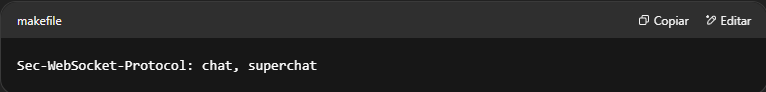 makefile
Copiar
Editar
Sec-WebSocket-Protocol: chat, superchat